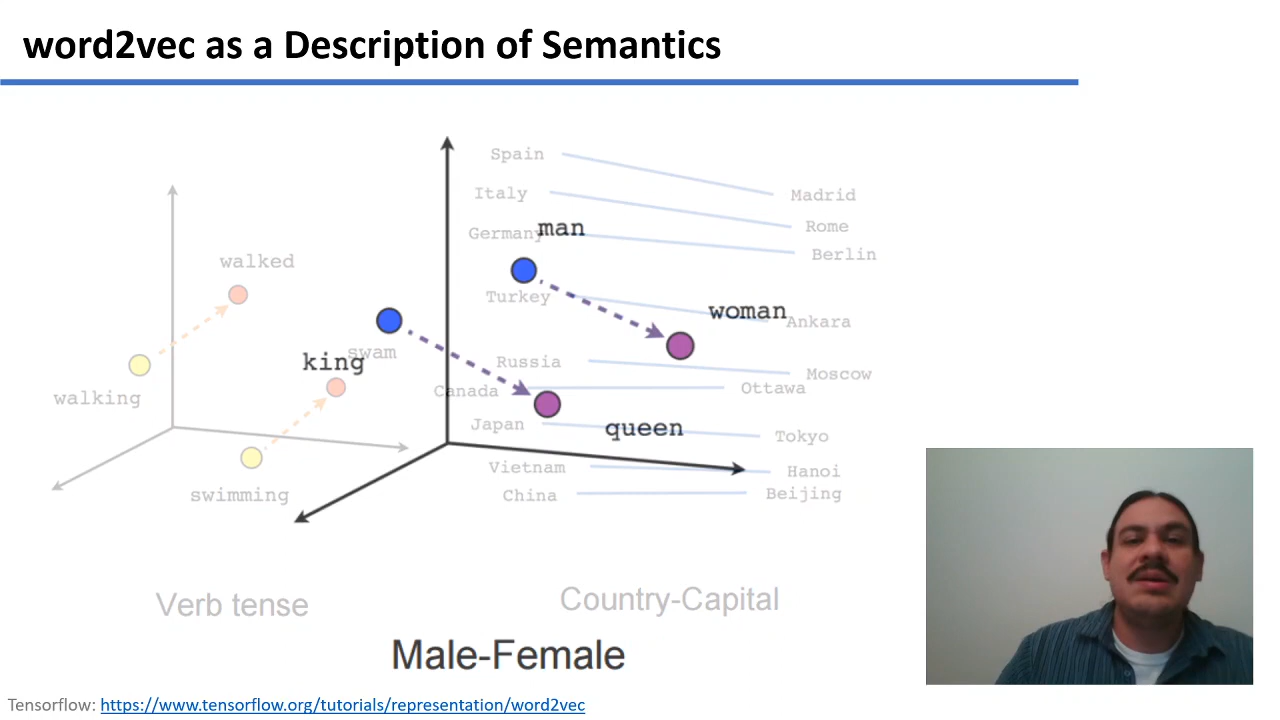 word2vec as a Description of Semantics
Spain
Madrid
Italy
Rome
man
Germany
Berlin
walked
Turkey
woman
Ankara
swam
king
Russia
Moscow
walking
Canada
Ottawa
Japan
queen
Tokyo
Vietnam
Hanoi
swimming
China
Beijing
Verb tense
Country-Capital
Male-Female
Tensorflow: https://www.tensorflow.org/tutorials/representation/word2vec